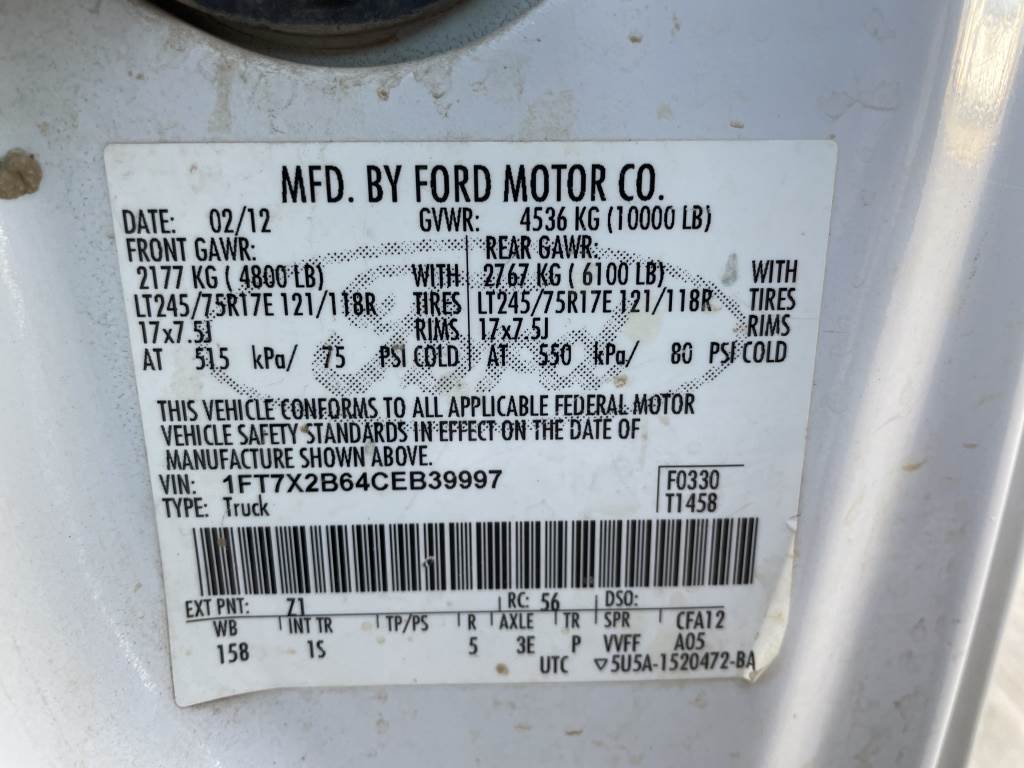 MFD. BY FORD MOTOR CO.
DATE: 02/12 GVWR: 4536 KG (10000 LB)
FRONT GAWR: REAR GAWR:
2177 KG ( 4800 LB) WITH 2767 KG ( 6100 LB) WITH
LT245/75R17E 121/118R TIRES LT245/75R17E 121/118R TIRES
17x7.5J RIMS 17x7.5J RIMS
AT 515 kPa/ 75 PSI COLD AT 550 kPa/ 80 PSI COLD
THIS VEHICLE CONFORMS TO ALL APPLICABLE FEDERAL MOTOR
VEHICLE SAFETY STANDARDS IN EFFECT ON THE DATE OF
MANUFACTURE SHOWN ABOVE.
VIN: 1FT7X2B64CEB39997 F0330
TYPE: Truck T1458
EXT PNT: Z1 RC: 56 DSO:
WB INT TR TP/PS R AXLE TR SPR CFA12
158 1S 5 3E P VVFF A05
UTC ▽5U5A-1520472-BA
Ford